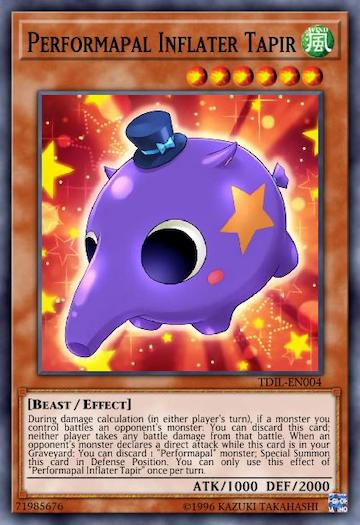 PERFORMAPAL INFLATER TAPIR
WIND
風
TDIL-EN004
[BEAST / EFFECT]
During damage calculation (in either player's turn), if a monster you
control battles an opponent's monster: You can discard this card;
neither player takes any battle damage from that battle. When an
opponent's monster declares a direct attack while this card is in your
Graveyard: You can discard 1 "Performapal" monster; Special Summon
this card in Defense Position. You can only use this effect of
"Performapal Inflater Tapir" once per turn.
ATK/1000 DEF/2000
71985676
©1996 KAZUKI TAKAHASHI